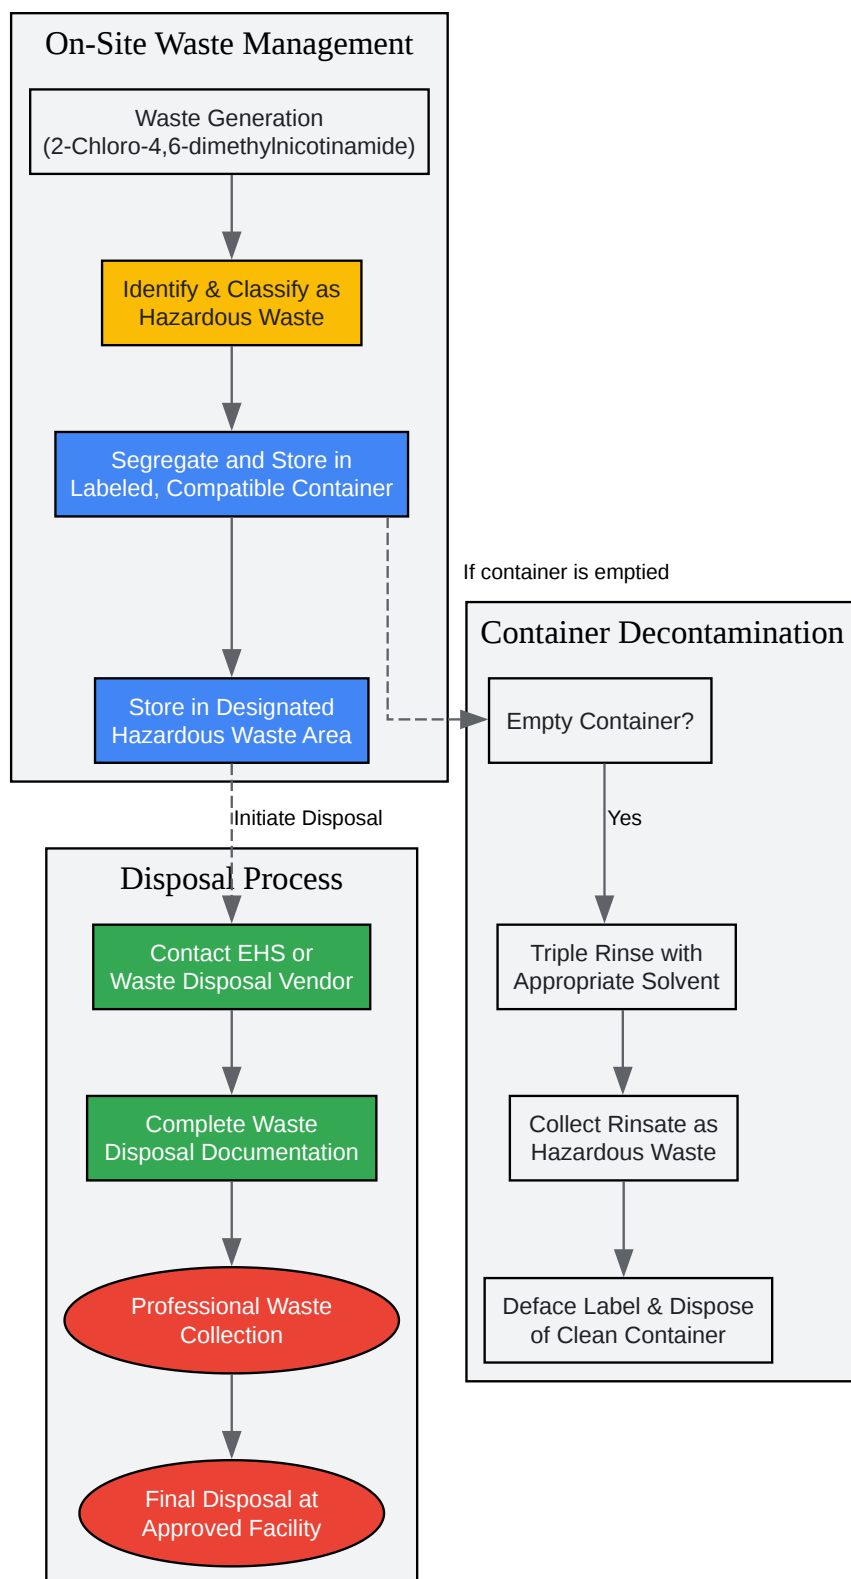 On-Site Waste Management
Waste Generation
(2-Chloro-4,6-dimethylnicotinamide)
Identify & Classify as
Hazardous Waste
Segregate and Store in
Labeled, Compatible Container
Store in Designated
Hazardous Waste Area
If container is emptied
Container Decontamination
Empty Container?
Yes
Triple Rinse with
Appropriate Solvent
Collect Rinsate as
Hazardous Waste
Deface Label & Dispose
of Clean Container
Initiate Disposal
Disposal Process
Contact EHS or
Waste Disposal Vendor
Complete Waste
Disposal Documentation
Professional Waste
Collection
Final Disposal at
Approved Facility